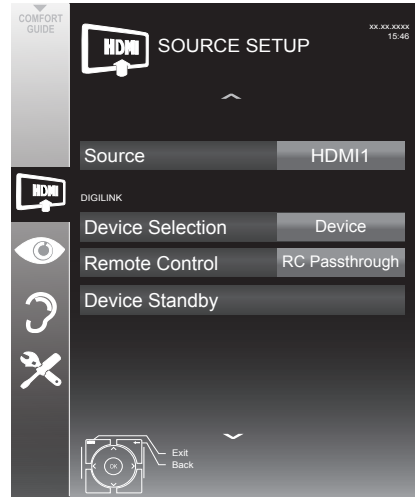 COMFORT
GUIDE
HDMI
SOURCE SETUP
xx.xx.xxxx
15:46
Source HDMI1
HDMI
DIGILINK
Device Selection Device
Remote Control RC Passthrough
Device Standby
OK
Exit
Back